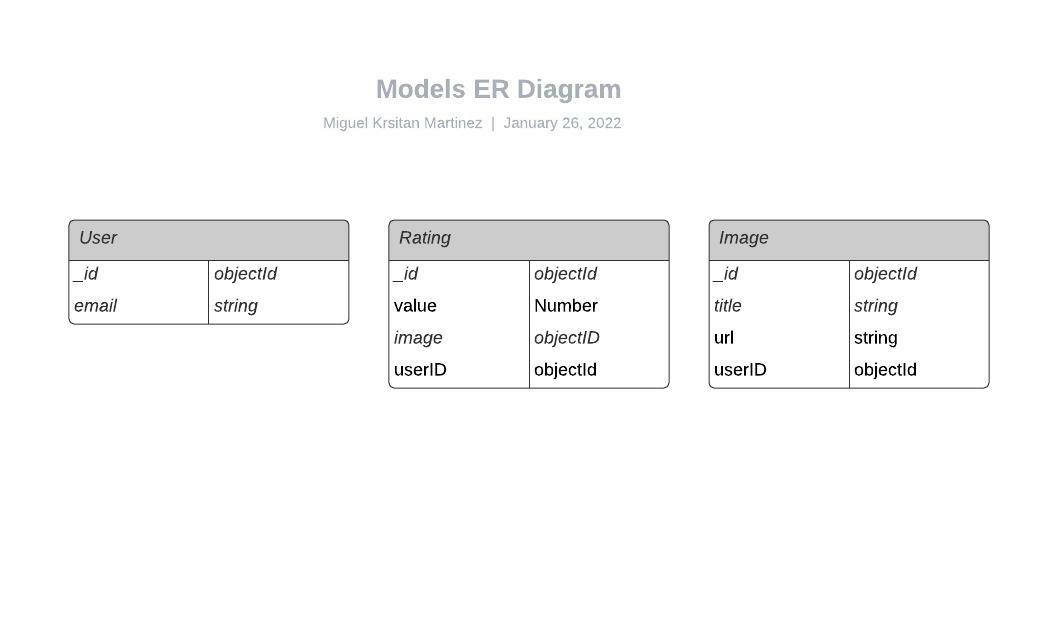 Models ER Diagram
Miguel Krsitan Martinez | January 26, 2022
User
_id objectId
email string
Rating
_id objectId
value Number
image objectID
userID objectId
Image
_id objectId
title string
url string
userID objectId